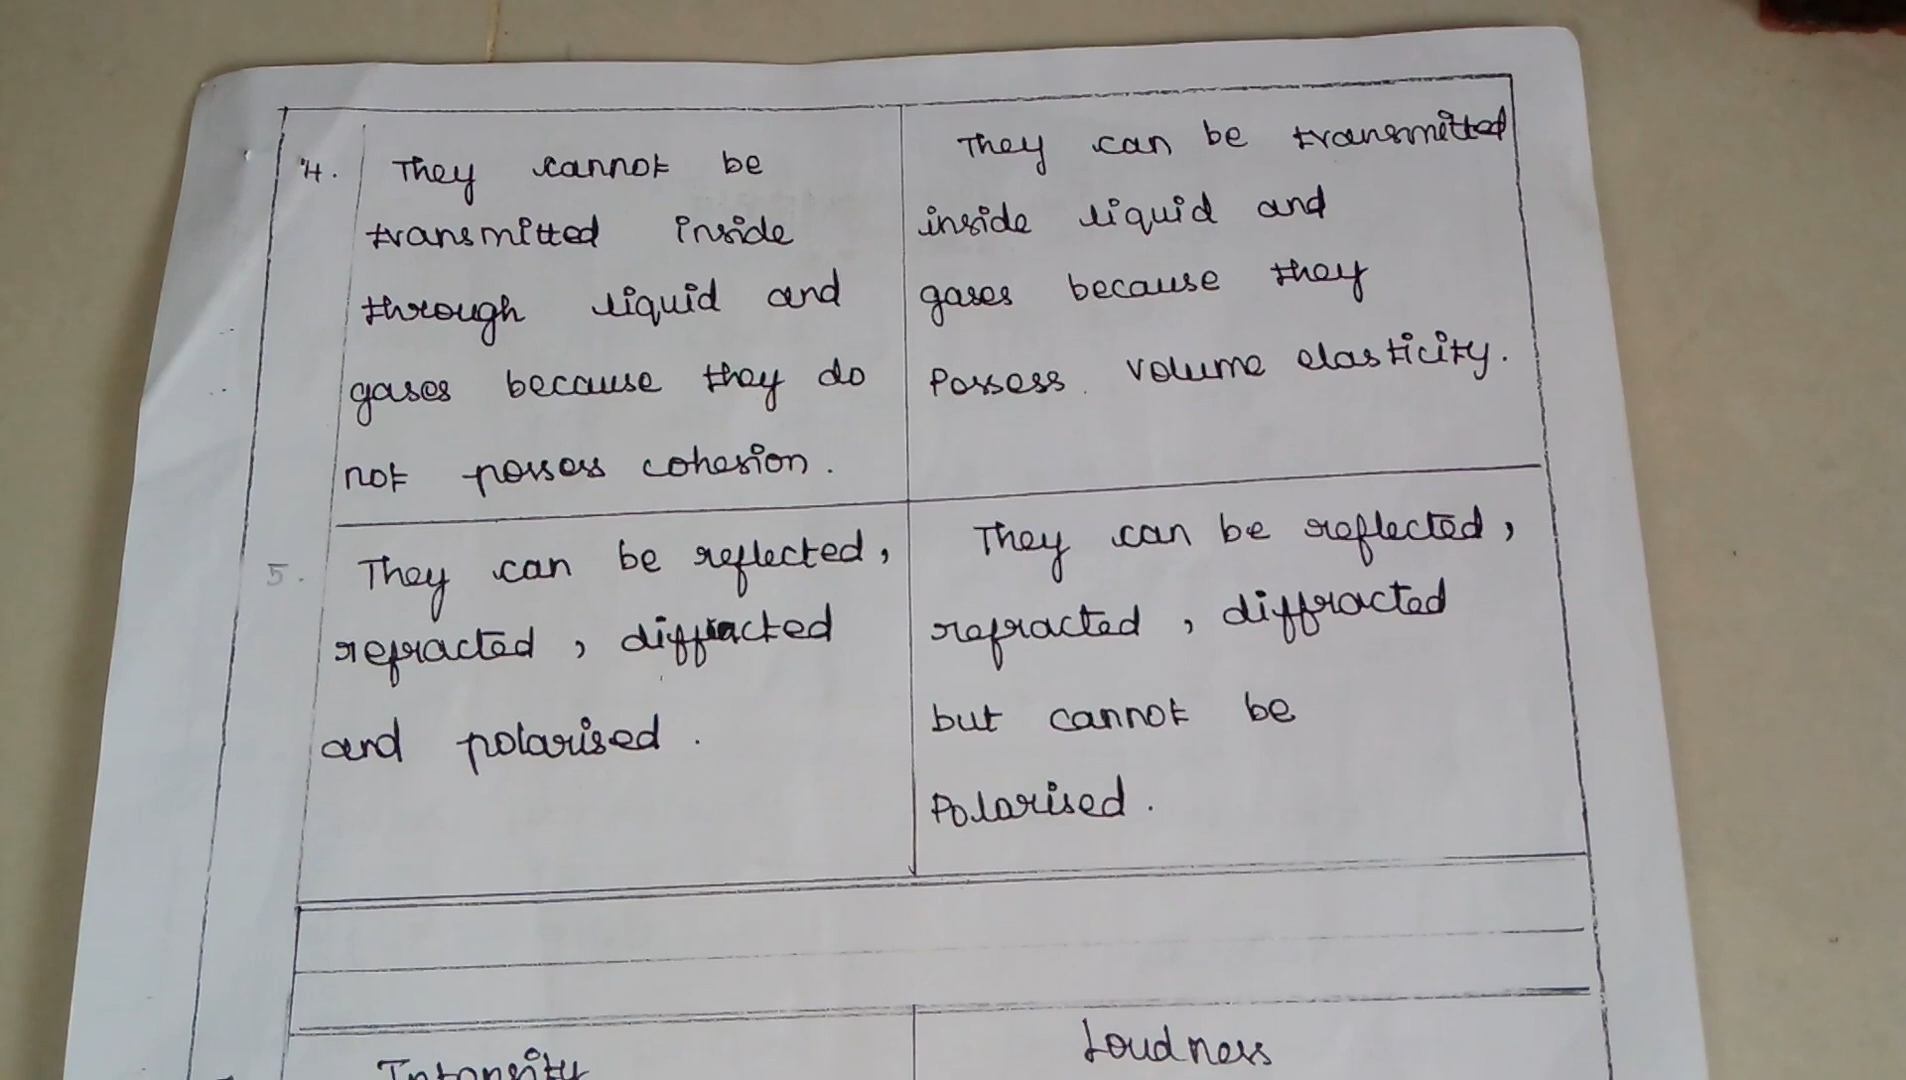 4. They cannot be
transmitted inside
through liquid and
gases because they do
not possess cohesion.
They can be transmitted
inside liquid and
gases because they
Possess volume elasticity.
5. They can be reflected,
refracted, diffracted
and polarised.
They can be reflected,
refracted, diffracted
but cannot be
Polarised.
Intensity
Loudness